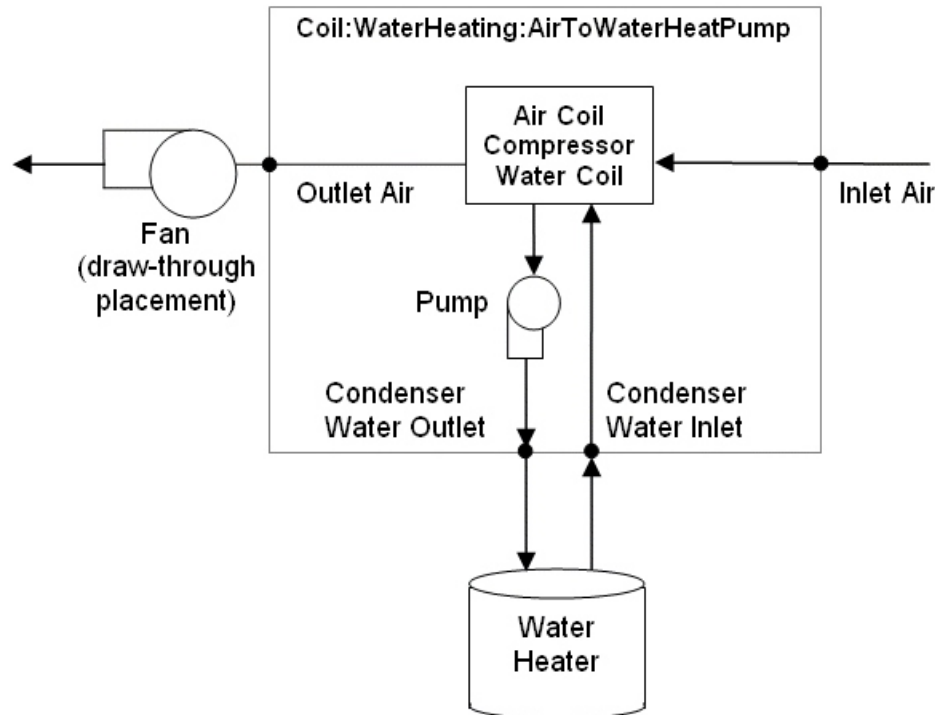 Coil:WaterHeating:AirToWaterHeatPump
Air Coil
Compressor
Water Coil
Outlet Air
Inlet Air
Fan
(draw-through
placement)
Pump
Condenser
Water Outlet
Condenser
Water Inlet
Water
Heater